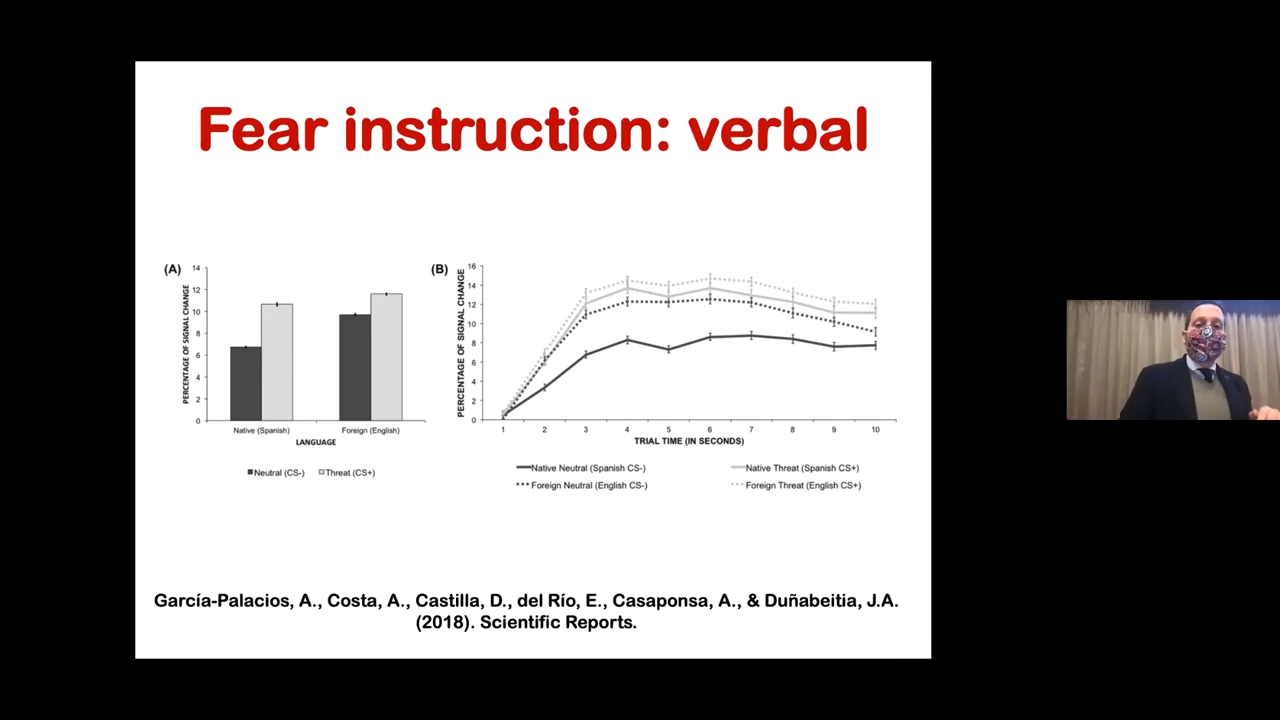 Fear instruction: verbal
(A)
PERCENTAGE OF SIGNAL CHANGE
14
12
10
8
6
4
2
0
Native (Spanish)
Foreign (English)
LANGUAGE
Neutral (CS-)
Threat (CS+)
(B)
PERCENTAGE OF SIGNAL CHANGE
16
14
12
10
8
6
4
2
0
1 2 3 4 5 6 7 8 9 10
TRIAL TIME (IN SECONDS)
Native Neutral (Spanish CS-)
Native Threat (Spanish CS+)
Foreign Neutral (English CS-)
Foreign Threat (English CS+)
García-Palacios, A., Costa, A., Castilla, D., del Río, E., Casaponsa, A., & Duñabeitia, J.A.
(2018). Scientific Reports.